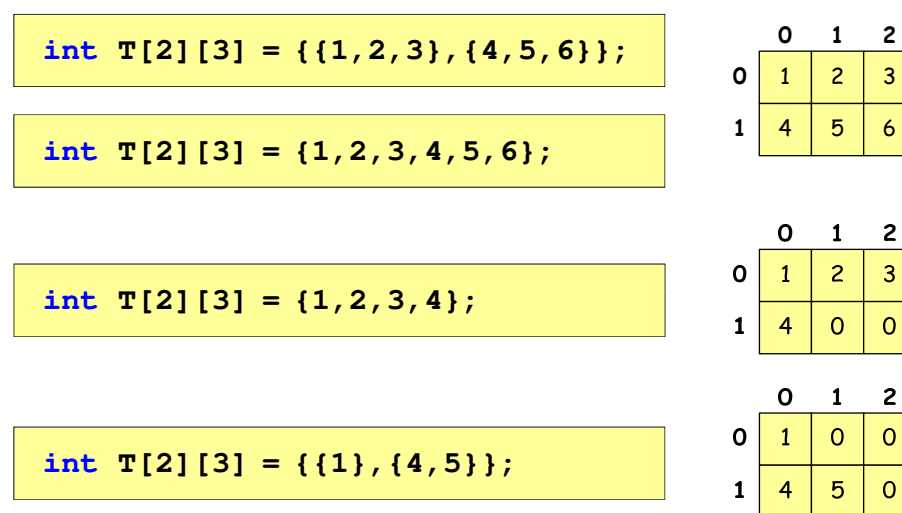 int T[2][3] = {{1,2,3},{4,5,6}};
0 1 2
0 1 2 3
1 4 5 6
int T[2][3] = {1,2,3,4,5,6};
0 1 2
0 1 2 3
1 4 0 0
int T[2][3] = {1,2,3,4};
0 1 2
0 1 0 0
1 4 5 0
int T[2][3] = {{1},{4,5}};